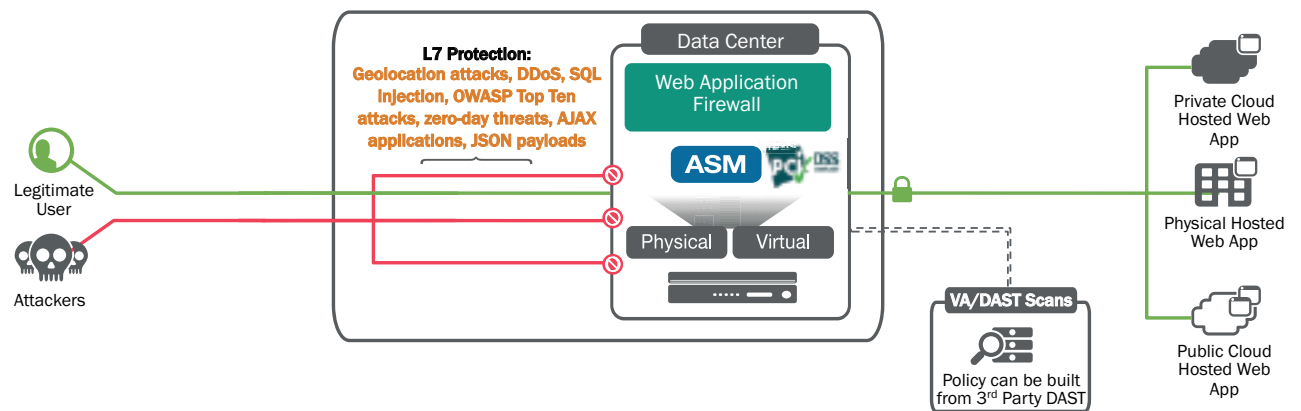 L7 Protection:
Geolocation attacks, DDoS, SQL
injection, OWASP Top Ten
attacks, zero-day threats, AJAX
applications, JSON payloads
Data Center
Web Application
Firewall
ASM
PCI
DSS
Physical
Virtual
Legitimate
User
Attackers
VA/DAST Scans
Policy can be built
from 3rd Party DAST
Private Cloud
Hosted Web
App
Physical Hosted
Web App
Public Cloud
Hosted Web
App